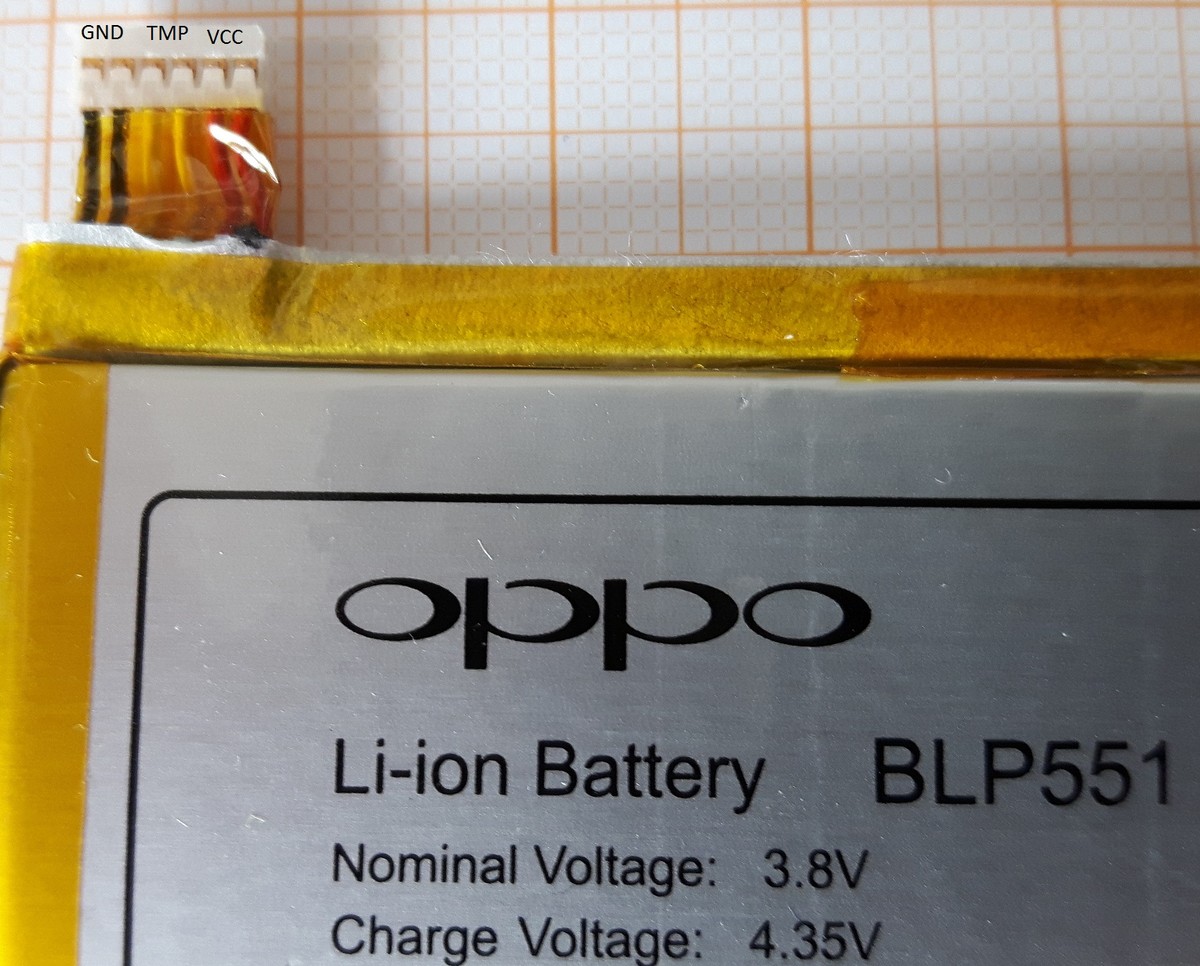 GND TMP VCC
oppo
Li-ion Battery BLP551
Nominal Voltage: 3.8V
Charge Voltage: 4.35V